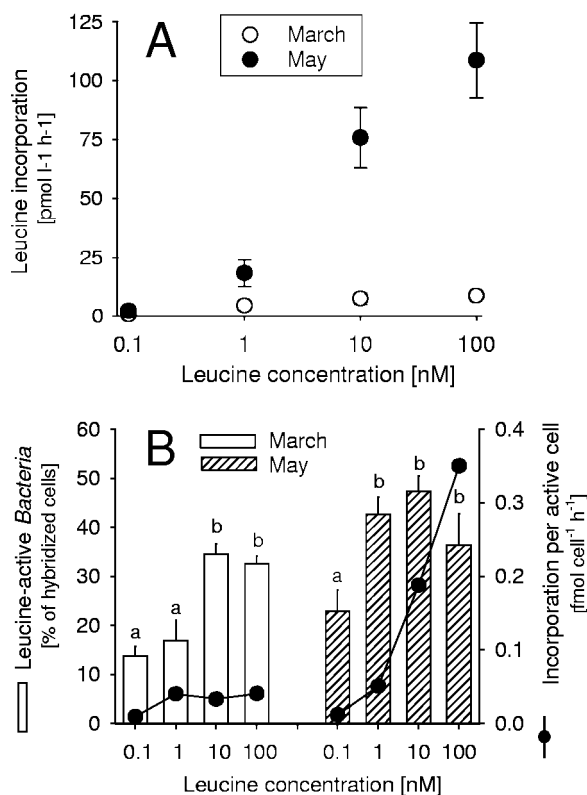 A
March
May
125
100
75
50
25
0
Leucine incorporation
[pmol l-1 h-1]
0.1 1 10 100
Leucine concentration [nM]
B
March
May
60
50
40
30
20
10
0
Leucine-active Bacteria
[% of hybridized cells]
a a b b a b b b
0.4
0.3
0.2
0.1
0.0
Incorporation per active cell
[fmol cell-1 h-1]
0.1 1 10 100 0.1 1 10 100
Leucine concentration [nM]